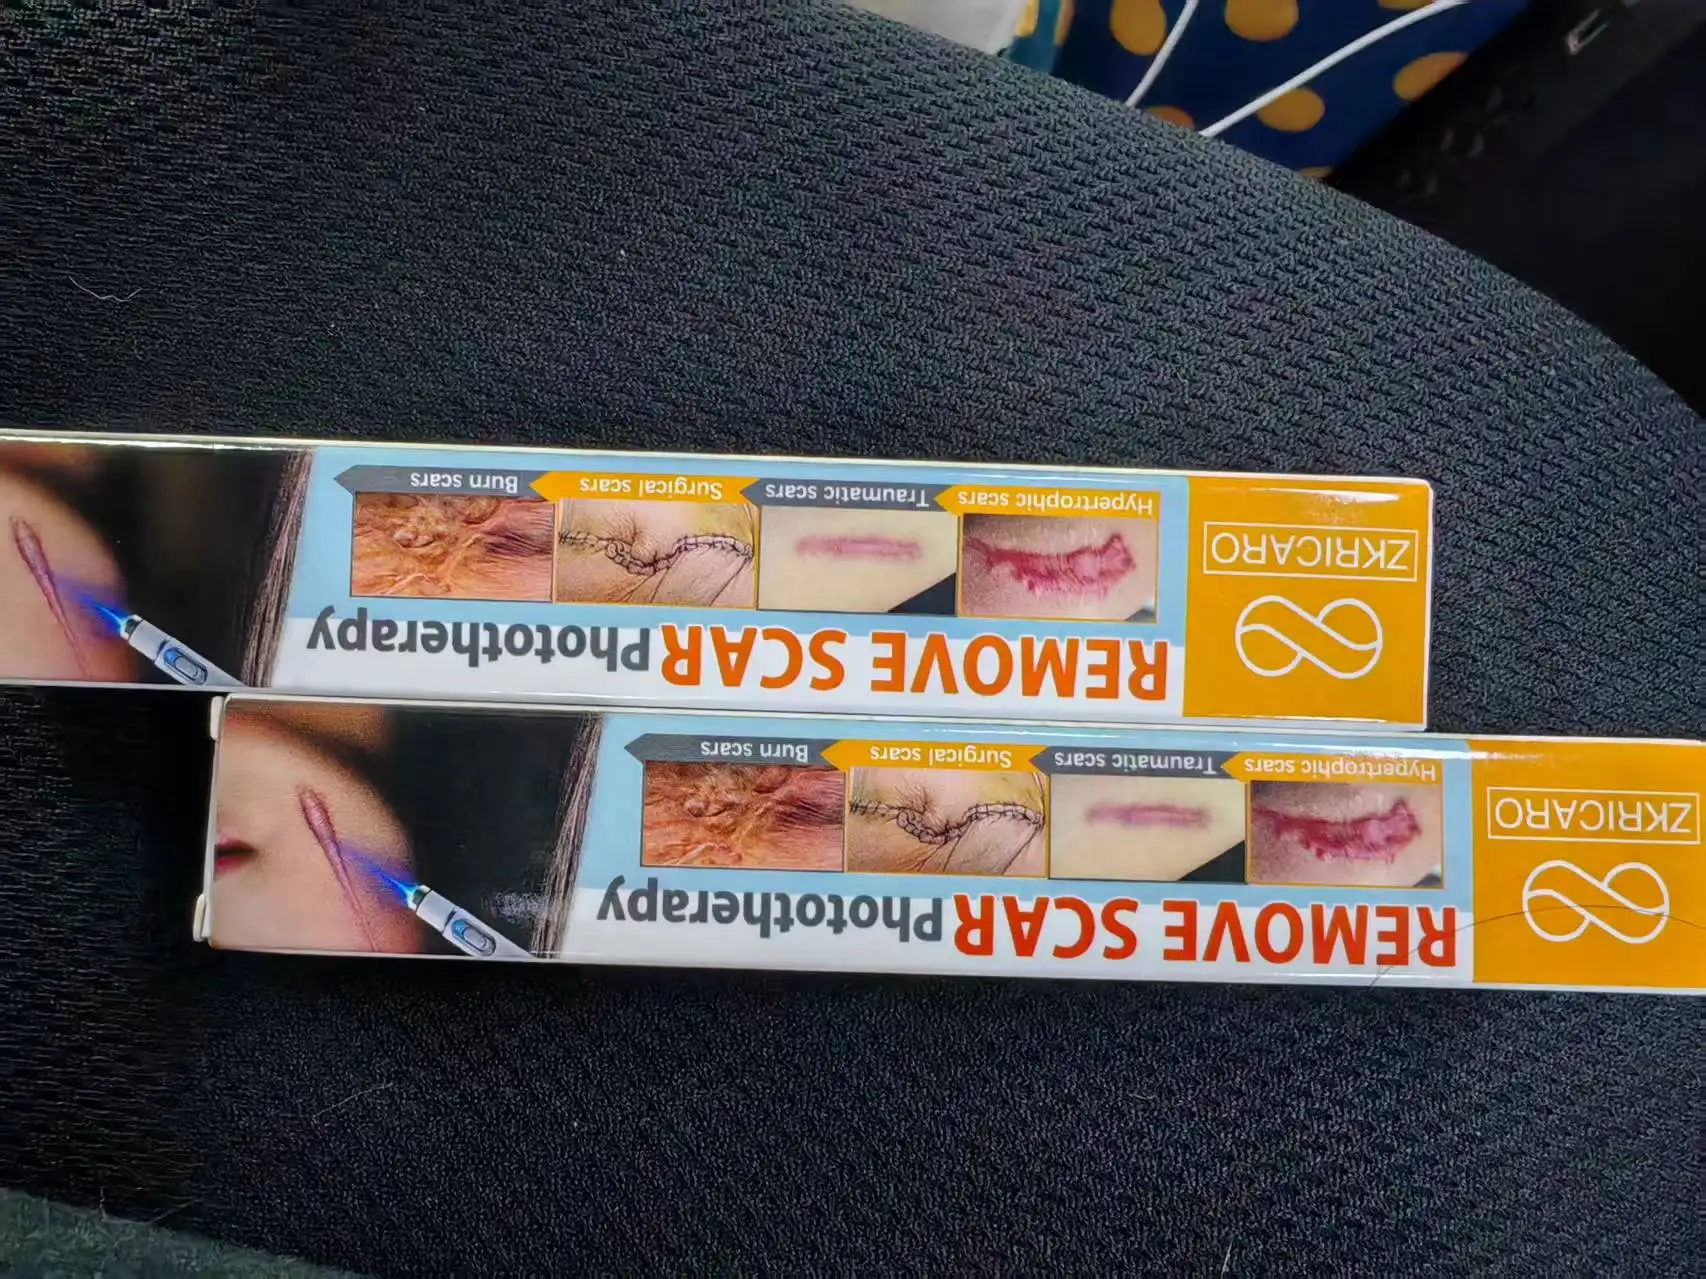 ZKRICARO
REMOVE SCAR Phototherapy
Hypertrophic scars
Traumatic scars
Surgical scars
Burn scars
ZKRICARO
REMOVE SCAR Phototherapy
Hypertrophic scars
Traumatic scars
Surgical scars
Burn scars